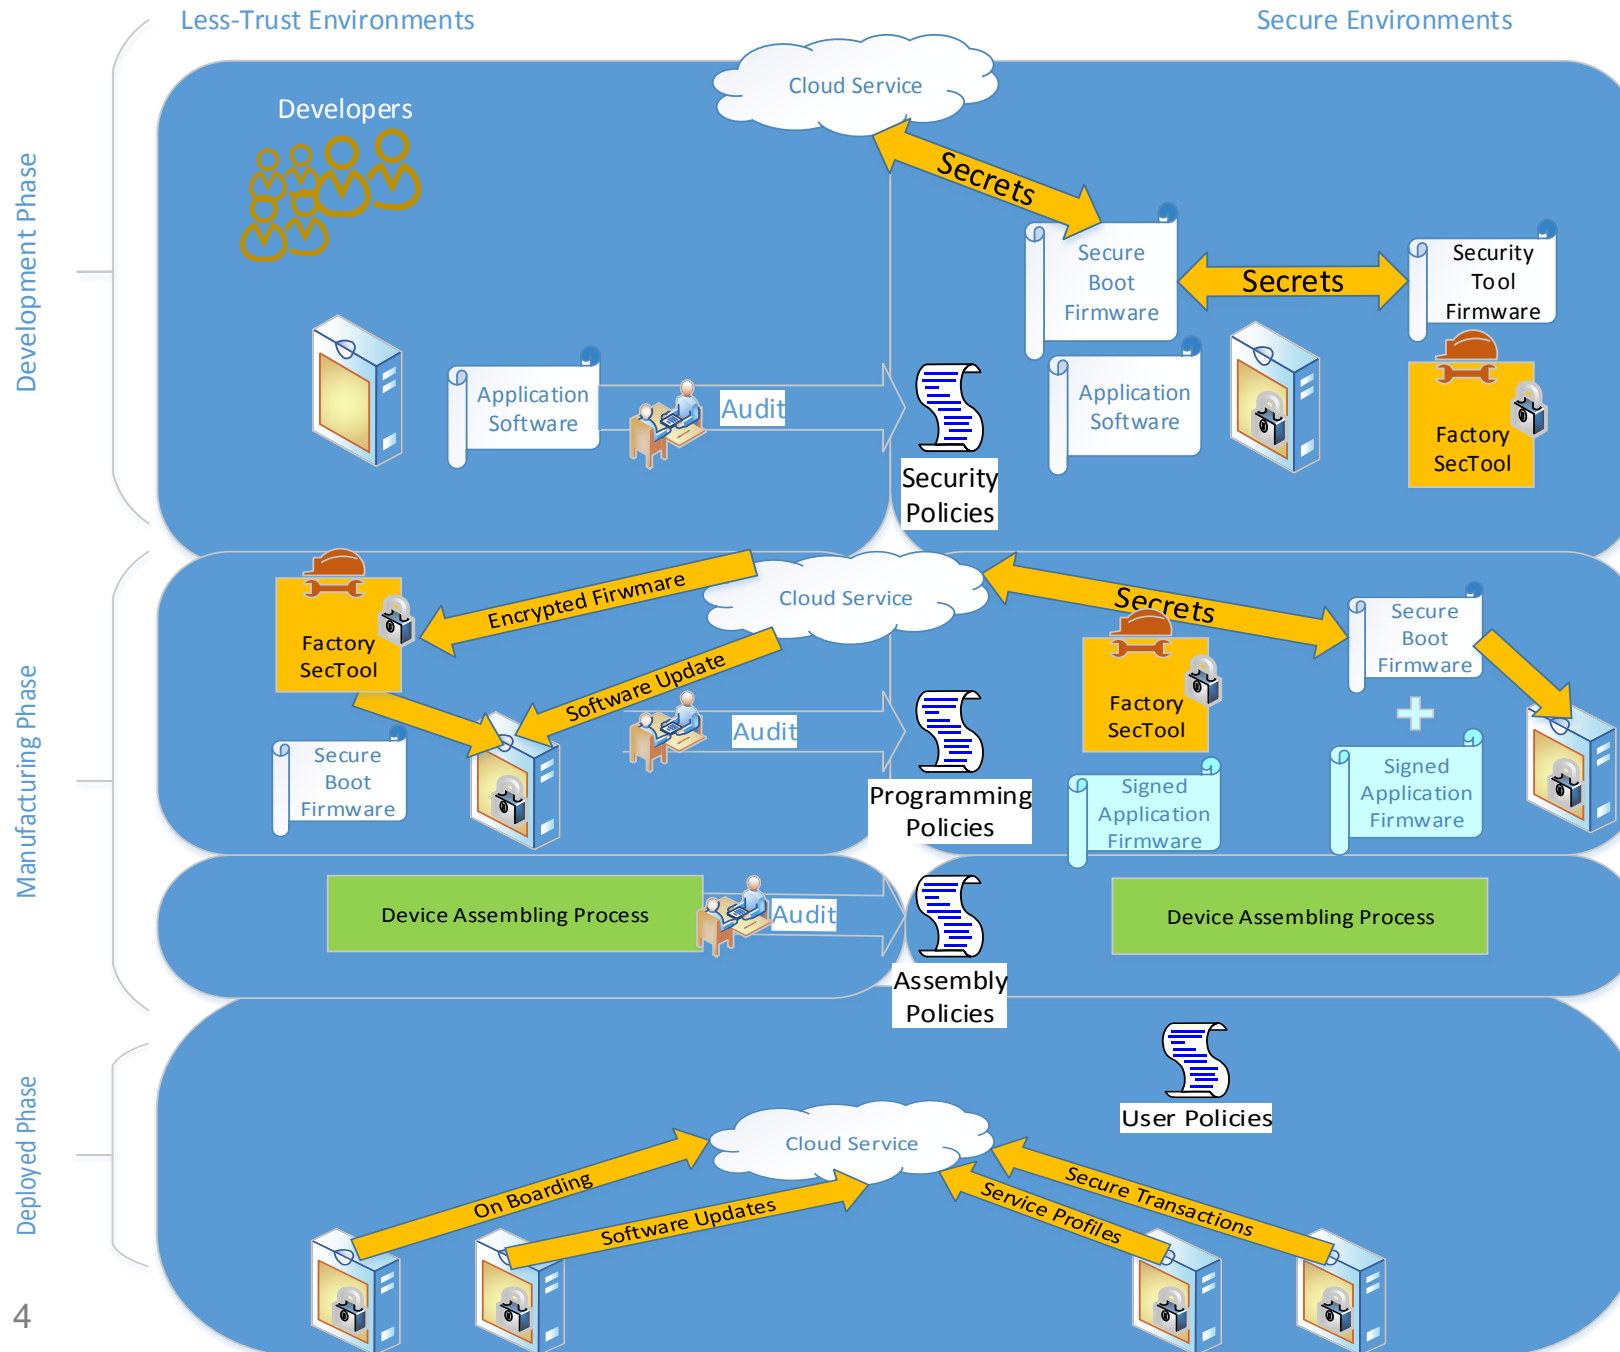 Less-Trust Environments
Secure Environments
Development Phase
Developers
Cloud Service
Secrets
Secure
Boot
Firmware
Secrets
Security
Tool
Firmware
Application
Software
Audit
Security
Policies
Application
Software
Factory
SecTool
Manufacturing Phase
Factory
SecTool
Encrypted Firwmare
Cloud Service
Software Update
Secure
Boot
Firmware
Audit
Programming
Policies
Secrets
Factory
SecTool
Signed
Application
Firmware
Secure
Boot
Firmware
Signed
Application
Firmware
Device Assembling Process
Audit
Assembly
Policies
Device Assembling Process
Deployed Phase
User Policies
Cloud Service
On Boarding
Software Updates
Service Profiles
Secure Transactions
4